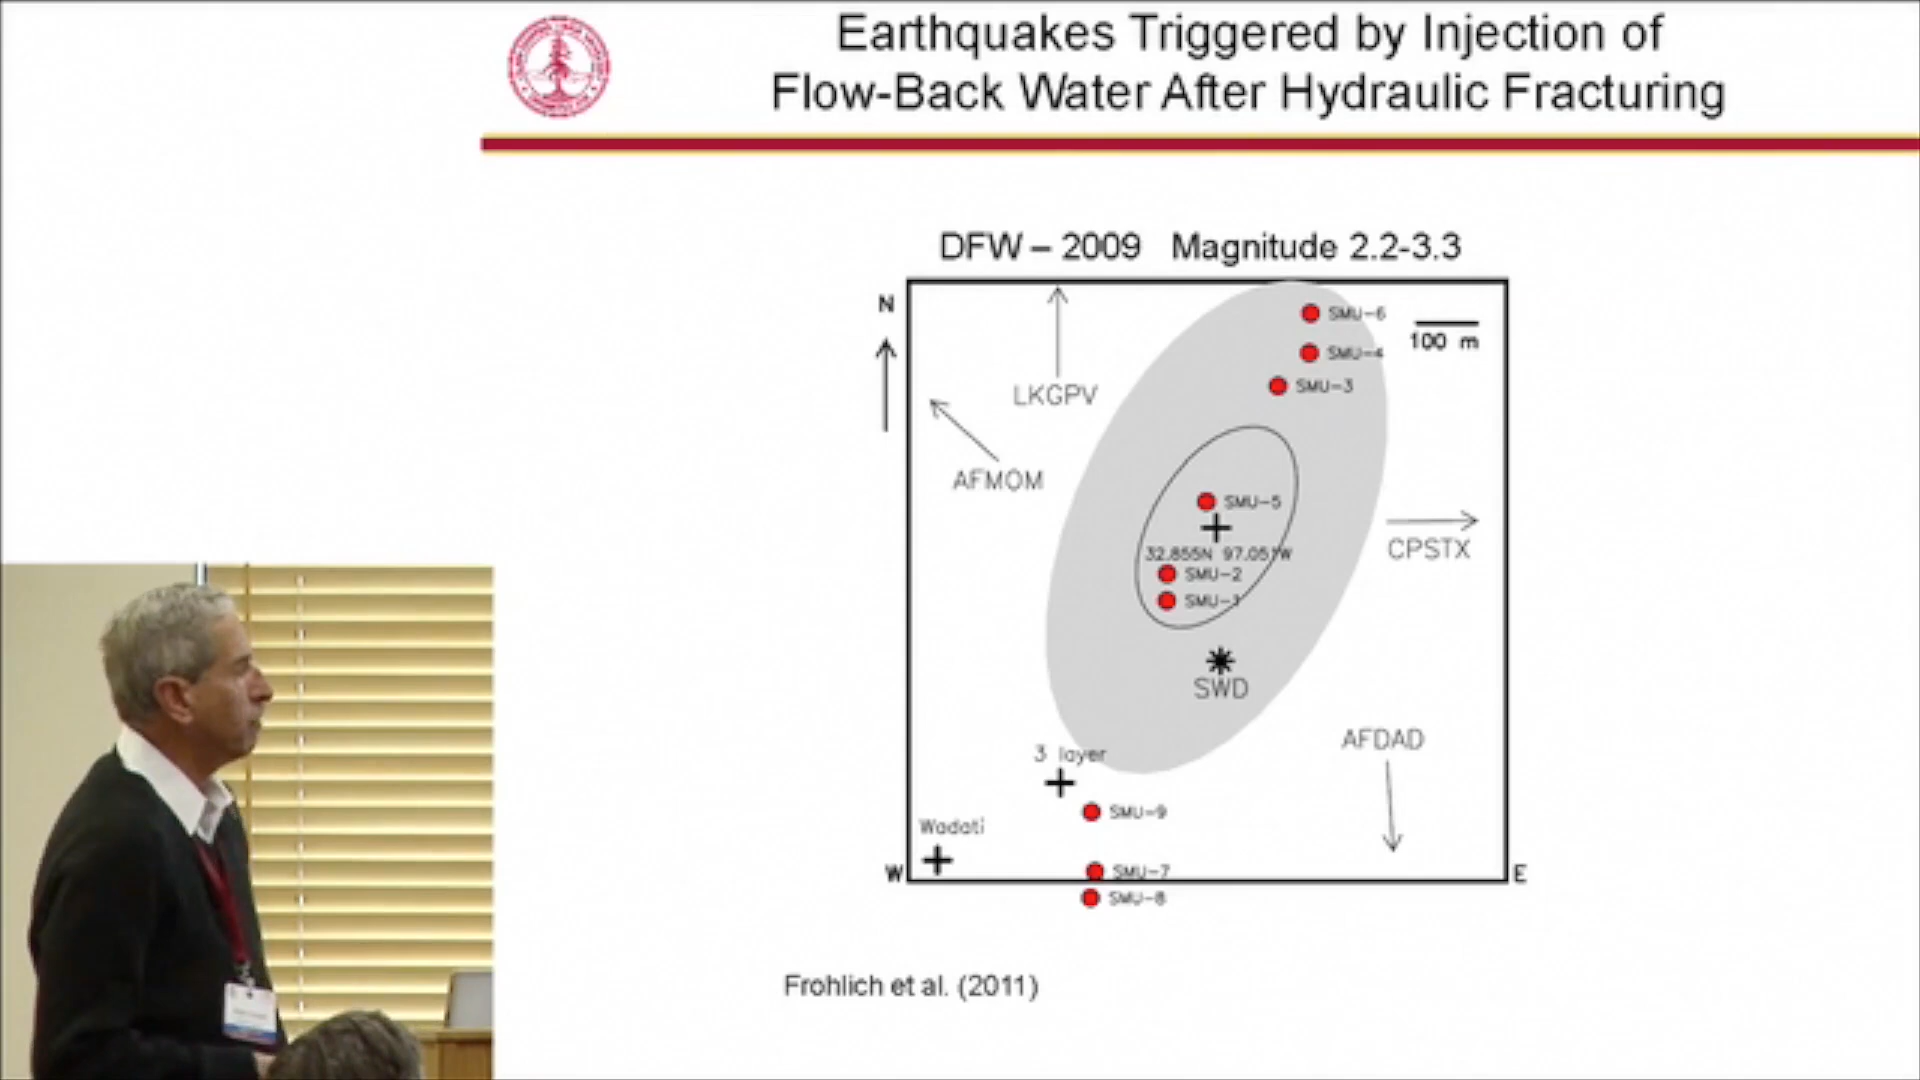 Earthquakes Triggered by Injection of
Flow-Back Water After Hydraulic Fracturing
DFW – 2009 Magnitude 2.2-3.3
N
SMU-6
100 m
SMU-4
SMU-3
LKGPV
AFMOM
SMU-5
CPSTX
32.855N 97.051W
SMU-2
SMU-1
SWD
AFDAD
3 layer
SMU-9
Wadati
W
SMU-7
E
SMU-8
Frohlich et al. (2011)